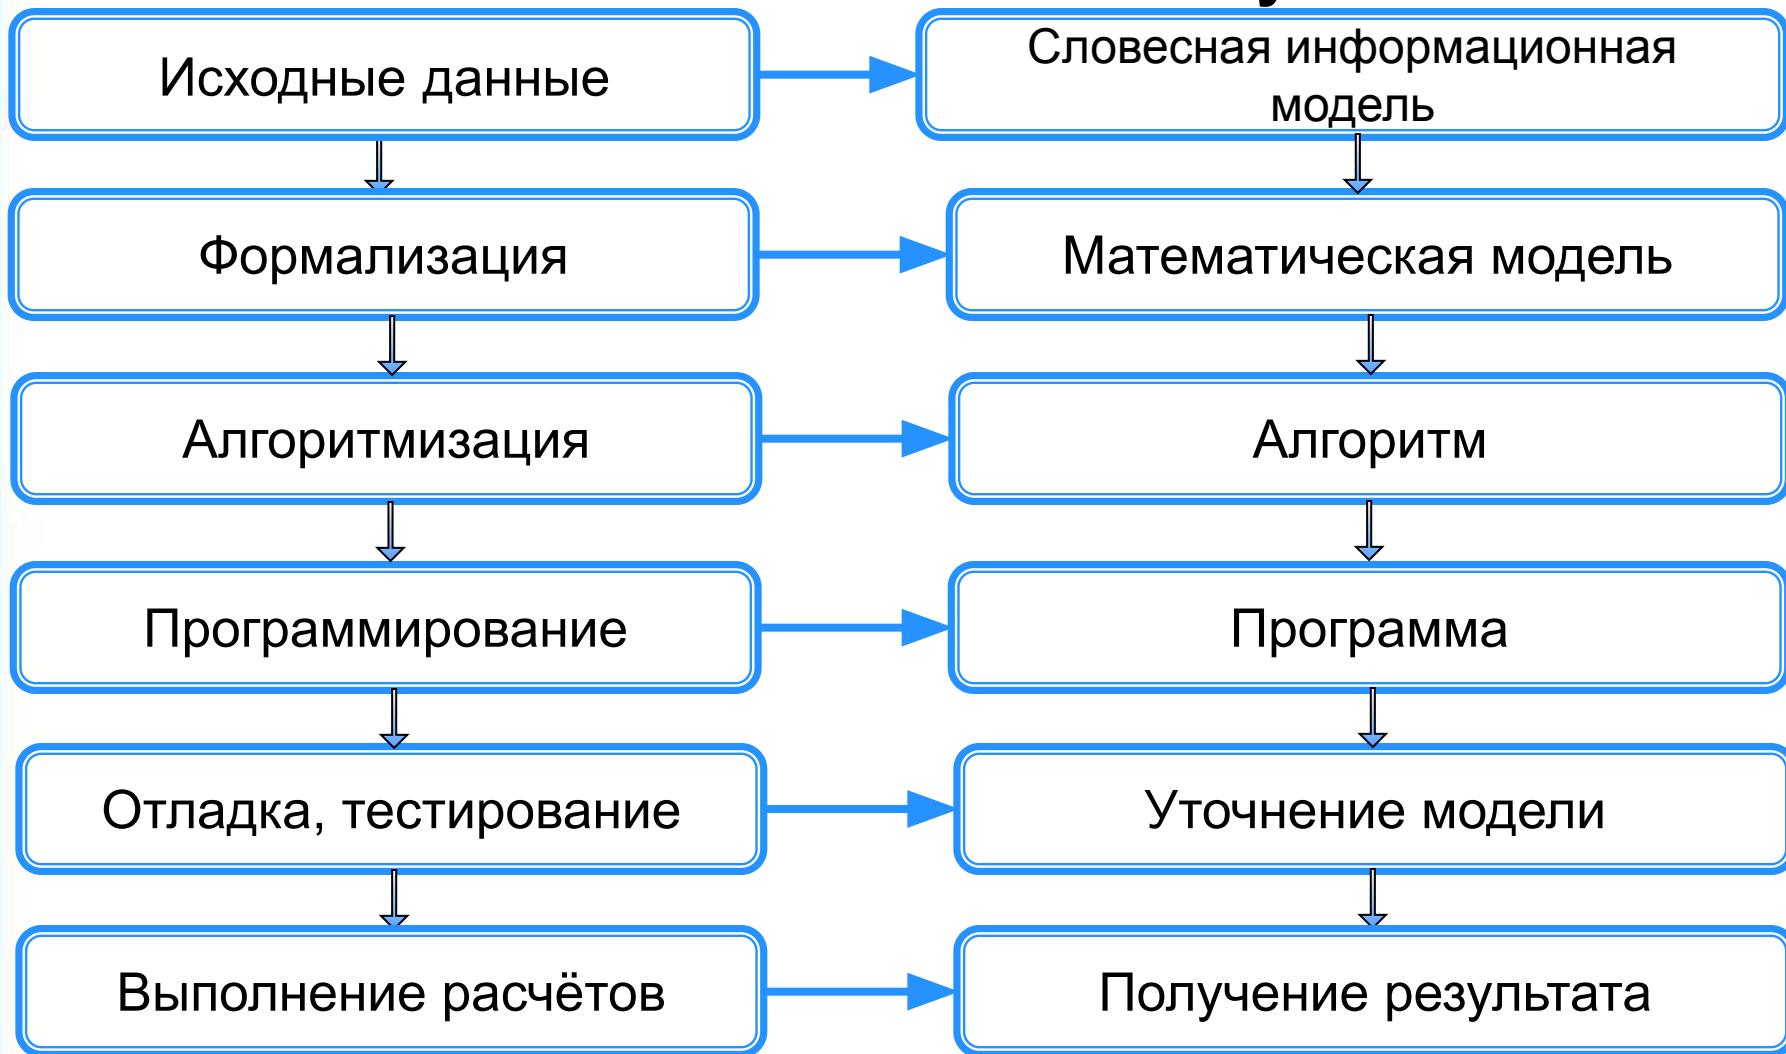 Исходные данные
Словесная информационная
модель
Формализация
Математическая модель
Алгоритмизация
Алгоритм
Программирование
Программа
Отладка, тестирование
Уточнение модели
Выполнение расчётов
Получение результата